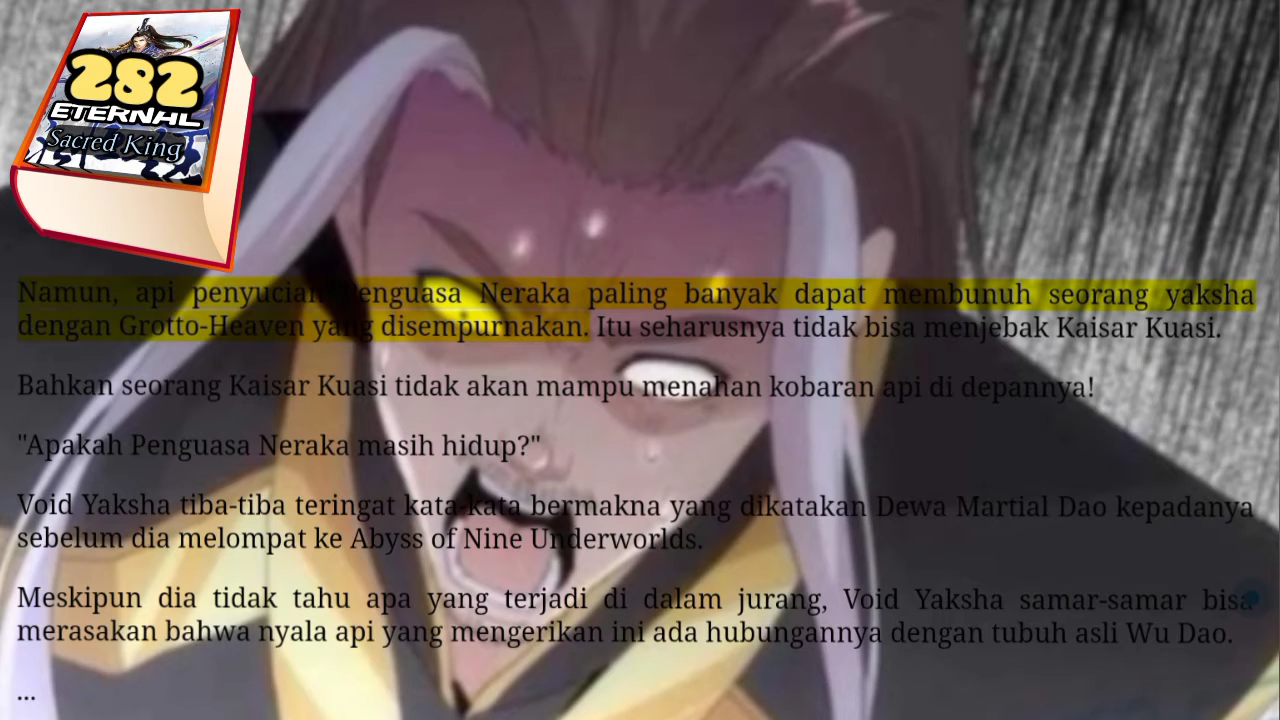 282
ETERNAL
Sacred King
Namun, api penyucian Penguasa Neraka paling banyak dapat membunuh seorang yaksha
dengan Grotto-Heaven yang disempurnakan. Itu seharusnya tidak bisa menjebak Kaisar Kuasi.
Bahkan seorang Kaisar Kuasi tidak akan mampu menahan kobaran api di depannya!
"Apakah Penguasa Neraka masih hidup?"
Void Yaksha tiba-tiba teringat kata-kata bermakna yang dikatakan Dewa Martial Dao kepadanya
sebelum dia melompat ke Abyss of Nine Underworlds.
Meskipun dia tidak tahu apa yang terjadi di dalam jurang, Void Yaksha samar-samar bisa
merasakan bahwa nyala api yang mengerikan ini ada hubungannya dengan tubuh asli Wu Dao.
...